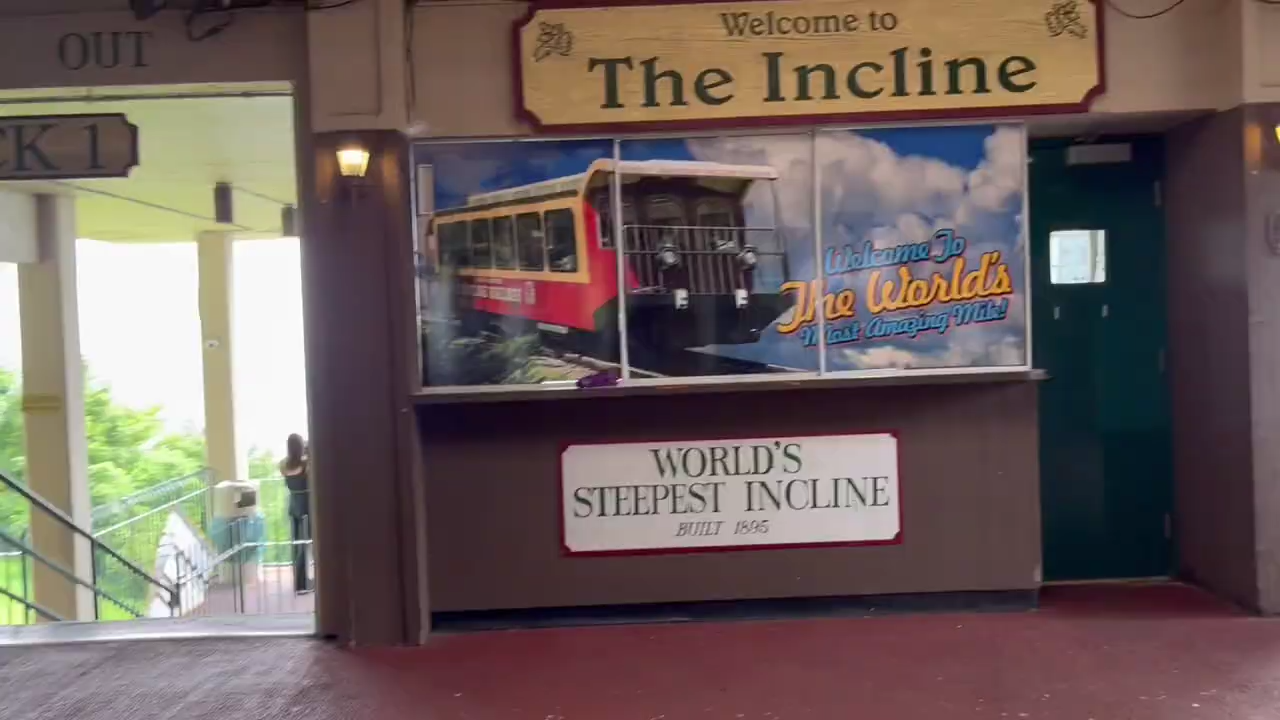 OUT
CK 1
Welcome to
The Incline
Welcome To
The World's
Most Amazing Mile!
WORLD'S
STEEPEST INCLINE
BUILT 1895